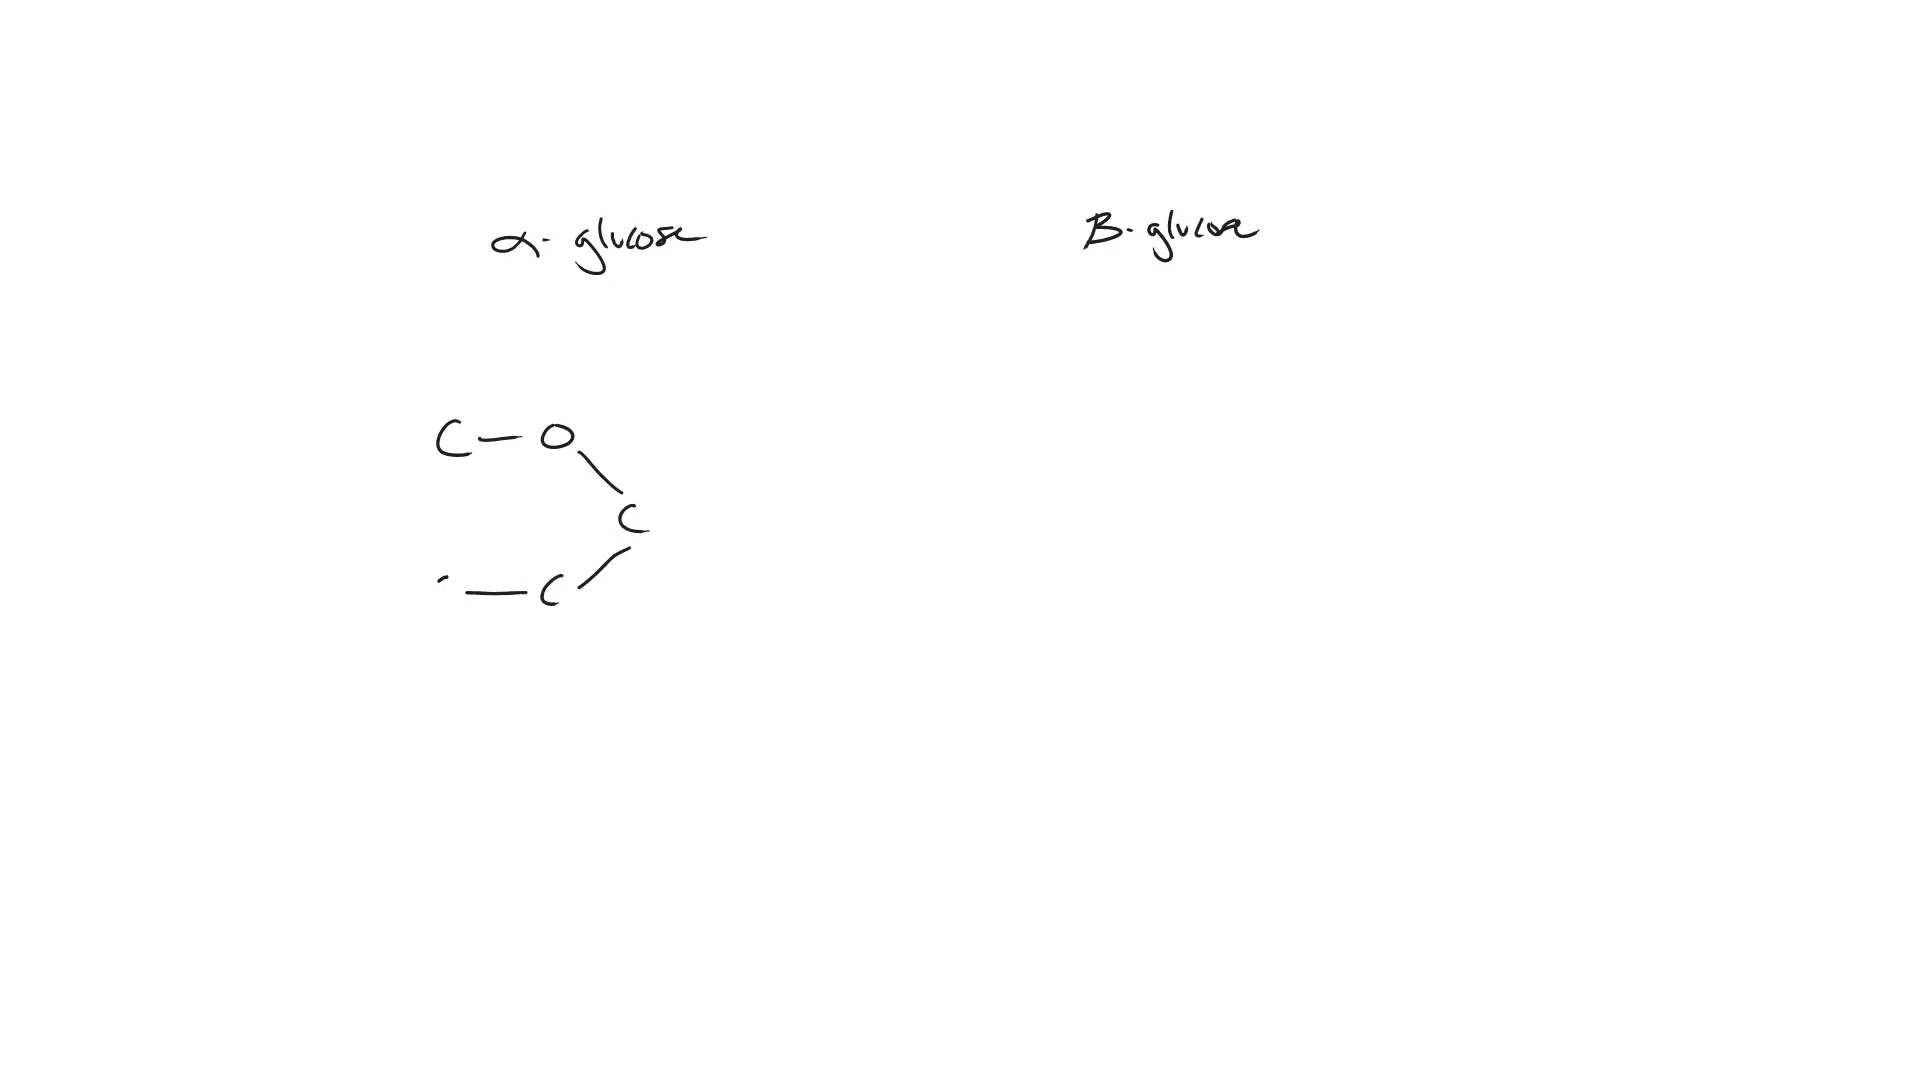 α- glucose
B- glucose
C — O
C
— C